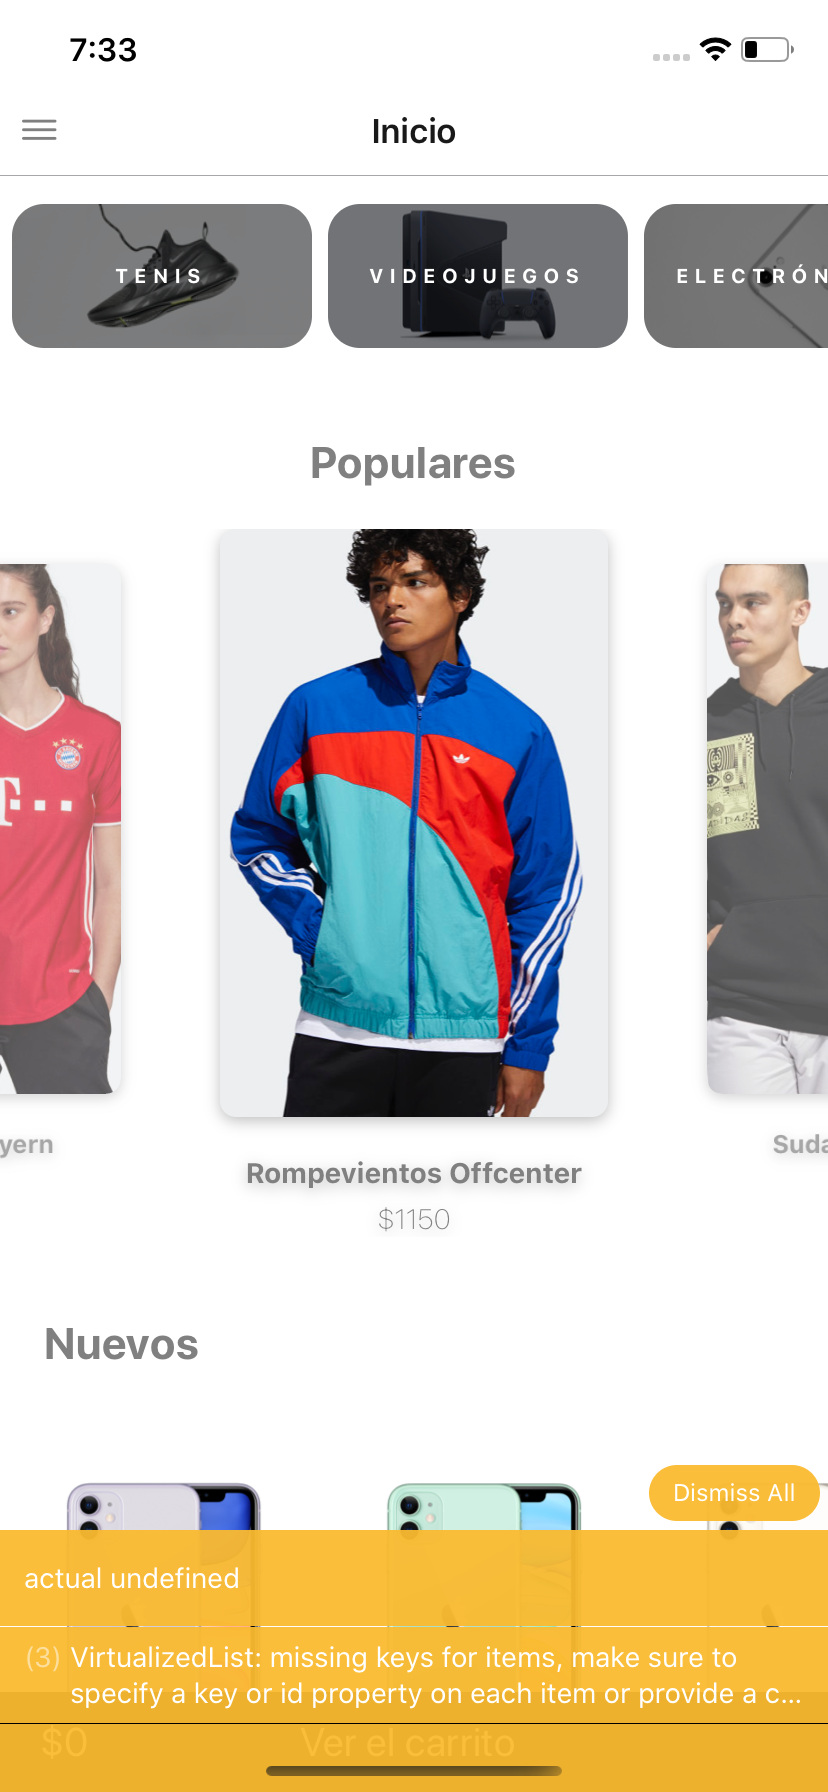 7:33
Inicio
TENIS
VIDEOJUEGOS
ELECTRÓN
Populares
yern
Suda
Rompevientos Offcenter
$1150
Nuevos
Dismiss All
actual undefined
(3) VirtualizedList: missing keys for items, make sure to
specify a key or id property on each item or provide a c...
$0
Ver el carrito